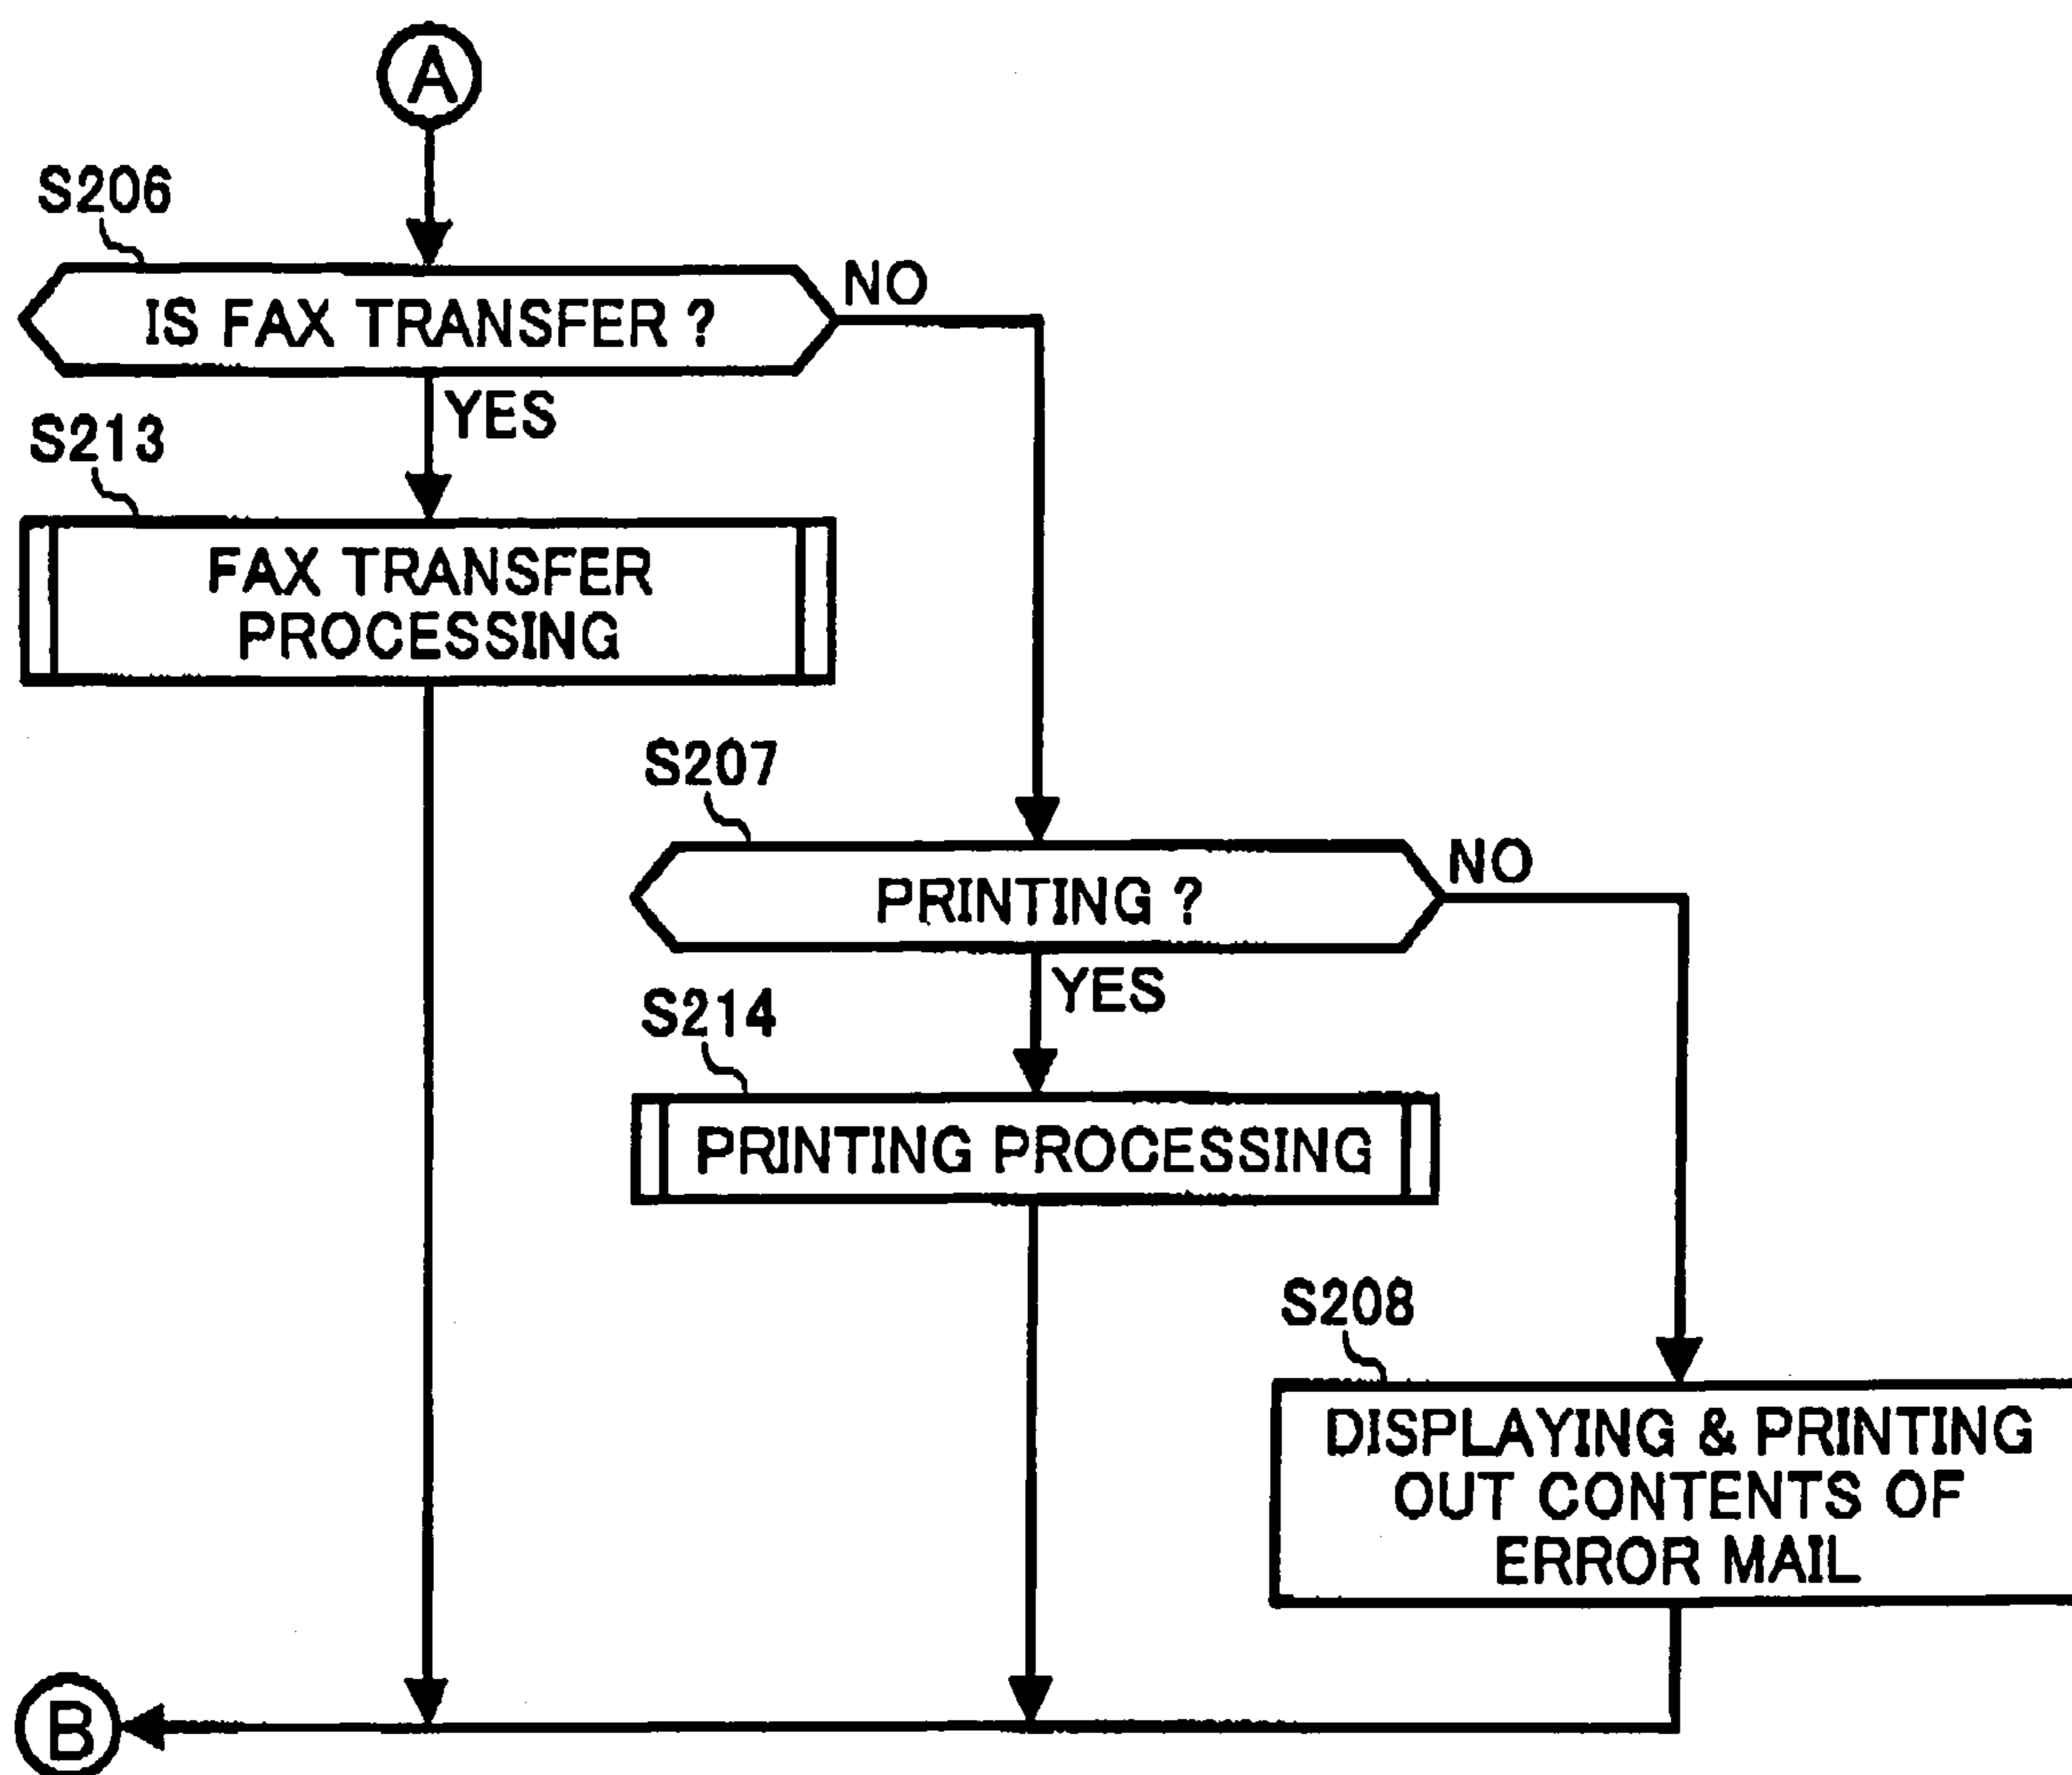 A
S206
IS FAX TRANSFER ?
NO
YES
S213
FAX TRANSFER
PROCESSING
S207
PRINTING ?
NO
YES
S214
PRINTING PROCESSING
S208
DISPLAYING & PRINTING
OUT CONTENTS OF
ERROR MAIL
B